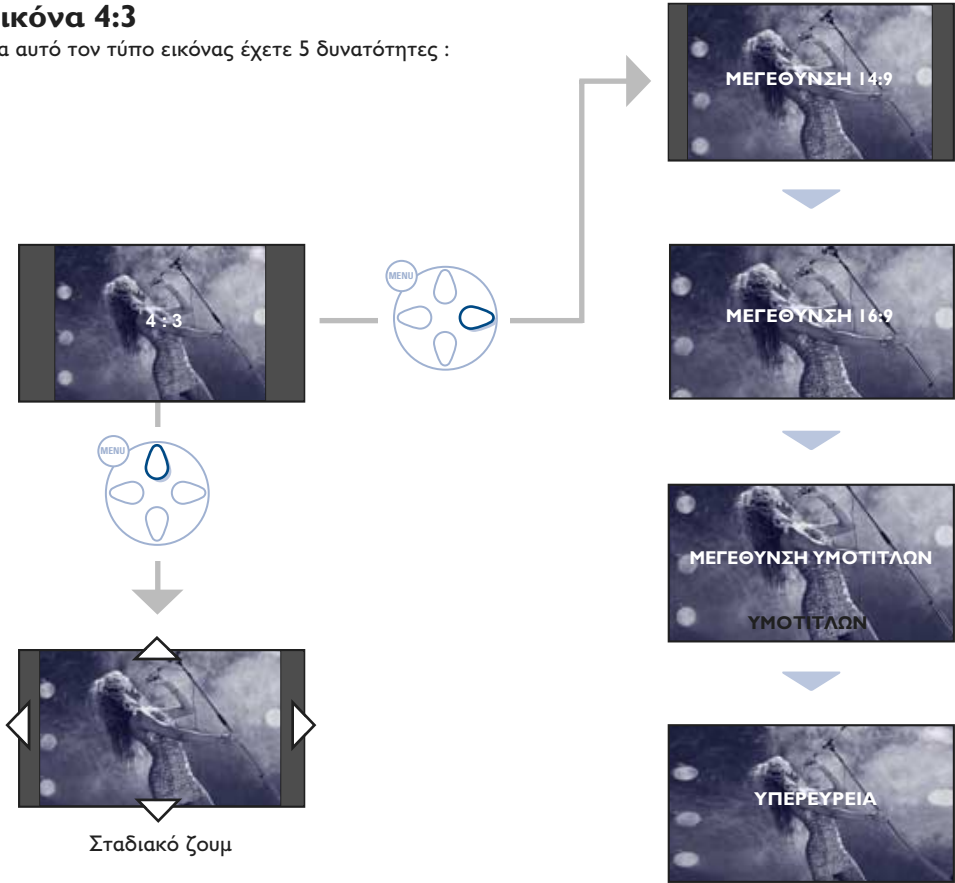 ικόνα 4:3
α αυτό τον τύπο εικόνας έχετε 5 δυνατότητες :
ΜΕΓΕΘΥΝΣΗ 14:9
4 : 3
MENU
ΜΕΓΕΘΥΝΣΗ 16:9
MENU
ΜΕΓΕΘΥΝΣΗ ΥΜΟΤΙΤΛΩΝ
ΥΜΟΤΙΤΛΩΝ
ΥΠΕΡΕΥΡΕΙΑ
Σταδιακό ζουμ